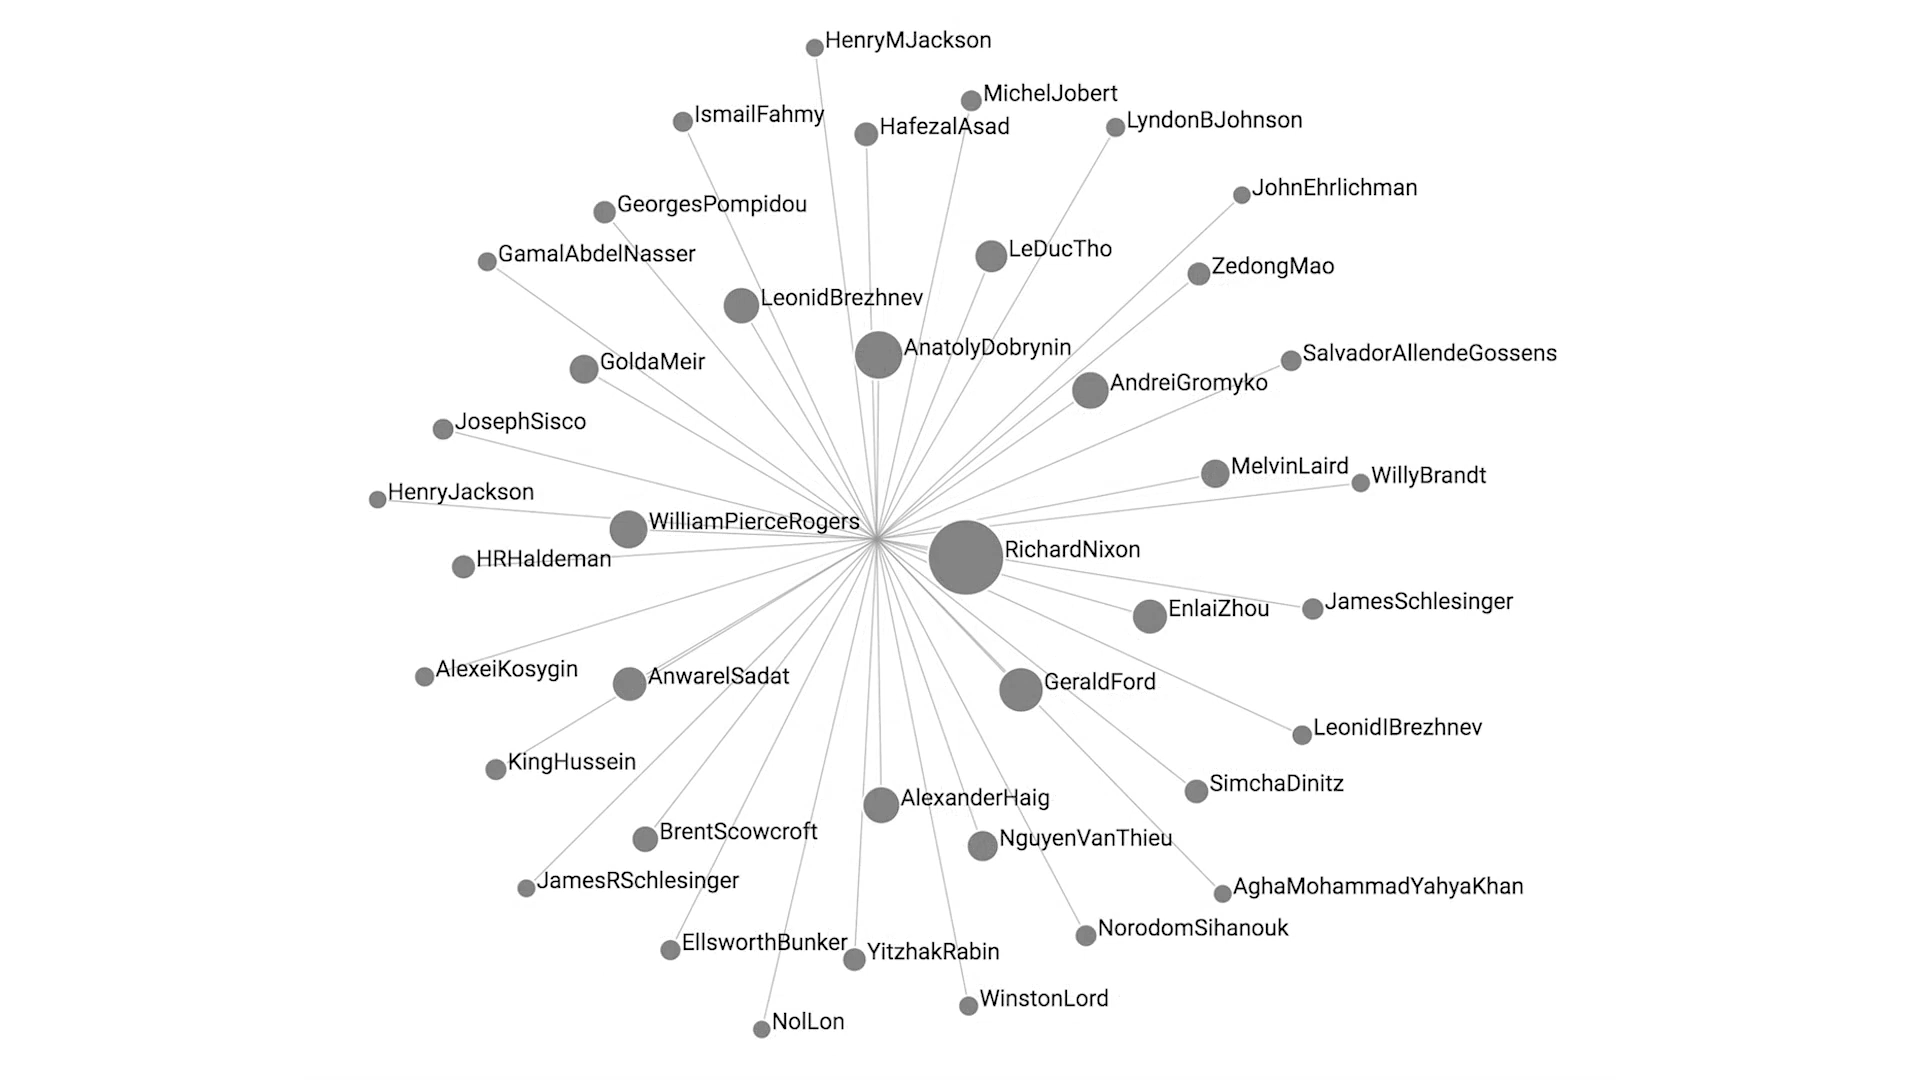 HenryMJackson
MichelJobert
IsmailFahmy
LyndonBJohnson
HafezalAsad
JohnEhrlichman
GeorgesPompidou
LeDucTho
GamalAbdelNasser
ZedongMao
LeonidBrezhnev
AnatolyDobrynin
SalvadorAllendeGossens
GoldaMeir
AndreiGromyko
JosephSisco
MelvinLaird
WillyBrandt
HenryJackson
WilliamPierceRogers
RichardNixon
HRHaldeman
JamesSchlesinger
EnlaiZhou
AlexeiKosygin
AnwarelSadat
GeraldFord
LeonidIBrezhnev
KingHussein
SimchaDinitz
AlexanderHaig
BrentScowcroft
NguyenVanThieu
JamesRSchlesinger
AghaMohammadYahyaKhan
NorodomSihanouk
EllsworthBunker
YitzhakRabin
WinstonLord
NolLon